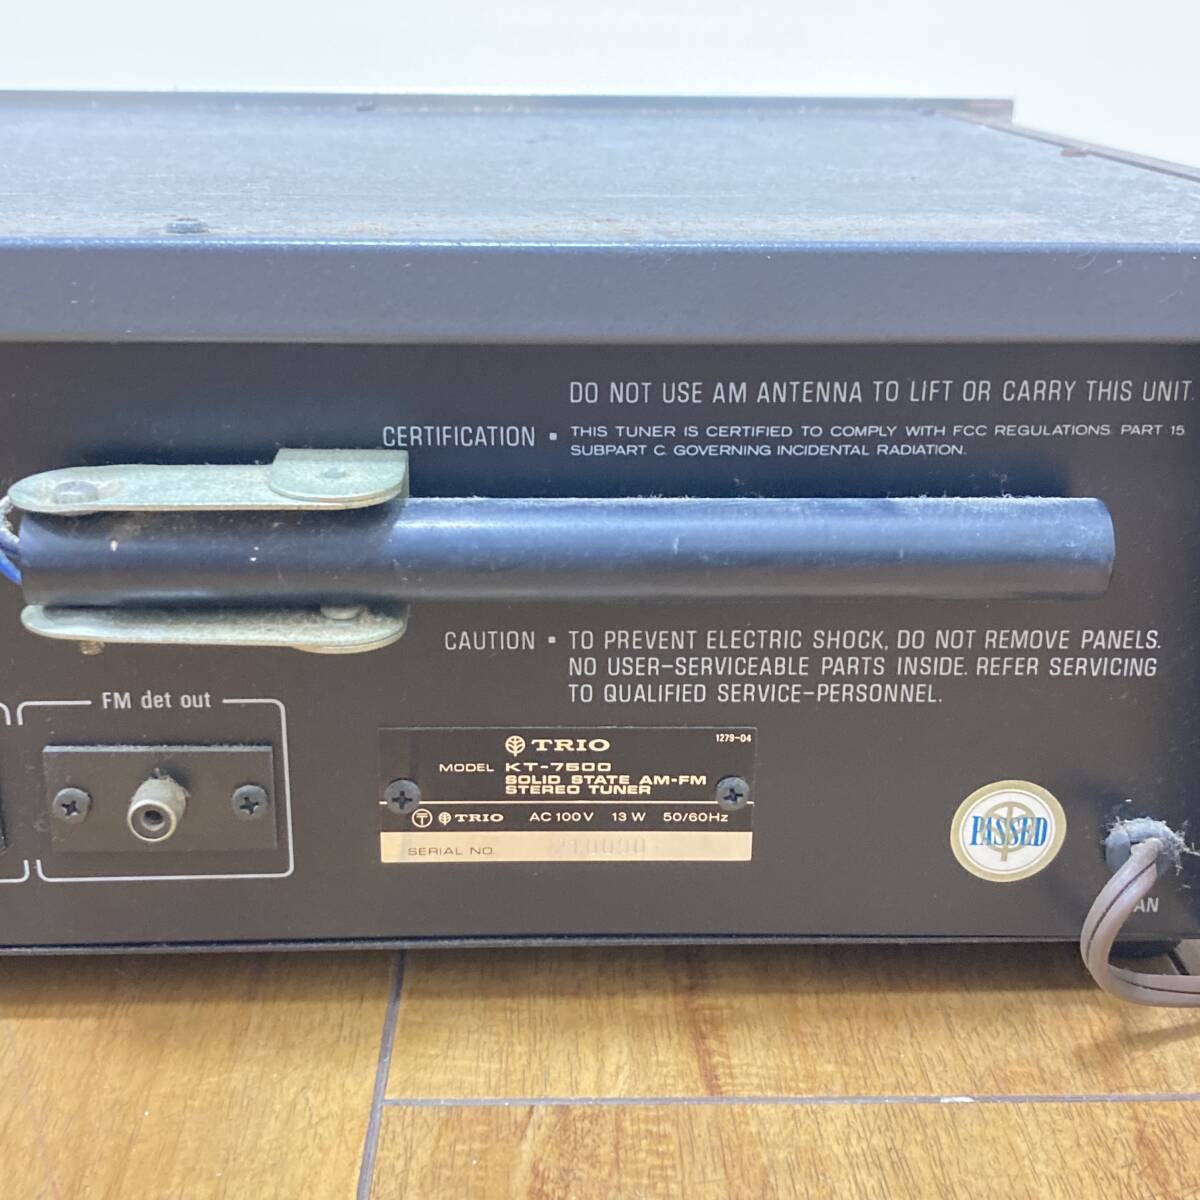 DO NOT USE AM ANTENNA TO LIFT OR CARRY THIS UNIT.
CERTIFICATION ▪ THIS TUNER IS CERTIFIED TO COMPLY WITH FCC REGULATIONS PART 15
SUBPART C. GOVERNING INCIDENTAL RADIATION.
CAUTION ▪ TO PREVENT ELECTRIC SHOCK, DO NOT REMOVE PANELS.
NO USER-SERVICEABLE PARTS INSIDE. REFER SERVICING
TO QUALIFIED SERVICE-PERSONNEL.
FM det out
TRIO
1279-04
MODEL KT-7500
SOLID STATE AM-FM
STEREO TUNER
TRIO AC 100V 13W 50/60Hz
SERIAL NO.
PASSED